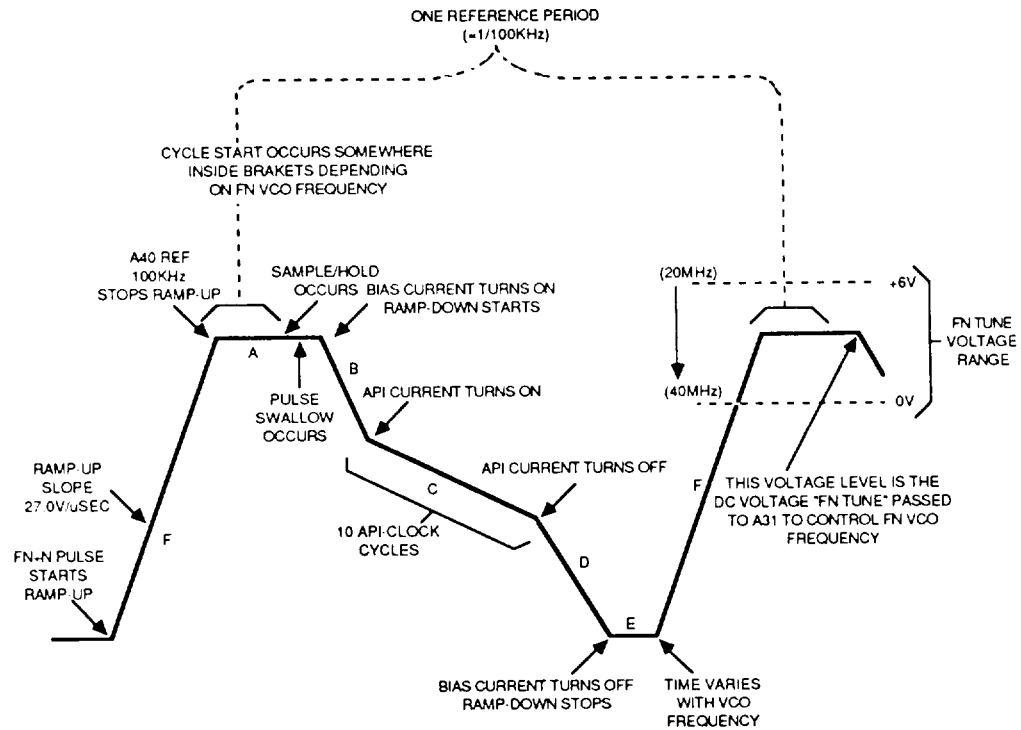 ONE REFERENCE PERIOD
(=1/100KHz)
CYCLE START OCCURS SOMEWHERE
INSIDE BRAKETS DEPENDING
ON FN VCO FREQUENCY
A40 REF
100KHz
STOPS RAMP-UP
SAMPLE/HOLD
OCCURS
BIAS CURRENT TURNS ON
RAMP-DOWN STARTS
(20MHz)
+6V
FN TUNE
VOLTAGE
RANGE
(40MHz)
0V
A
B
PULSE
SWALLOW
OCCURS
API CURRENT TURNS ON
RAMP-UP
SLOPE
27.0V/uSEC
F
C
API CURRENT TURNS OFF
10 API-CLOCK
CYCLES
F
THIS VOLTAGE LEVEL IS THE
DC VOLTAGE "FN TUNE" PASSED
TO A31 TO CONTROL FN VCO
FREQUENCY
FN÷N PULSE
STARTS
RAMP-UP
D
E
BIAS CURRENT TURNS OFF
RAMP-DOWN STOPS
TIME VARIES
WITH VCO
FREQUENCY